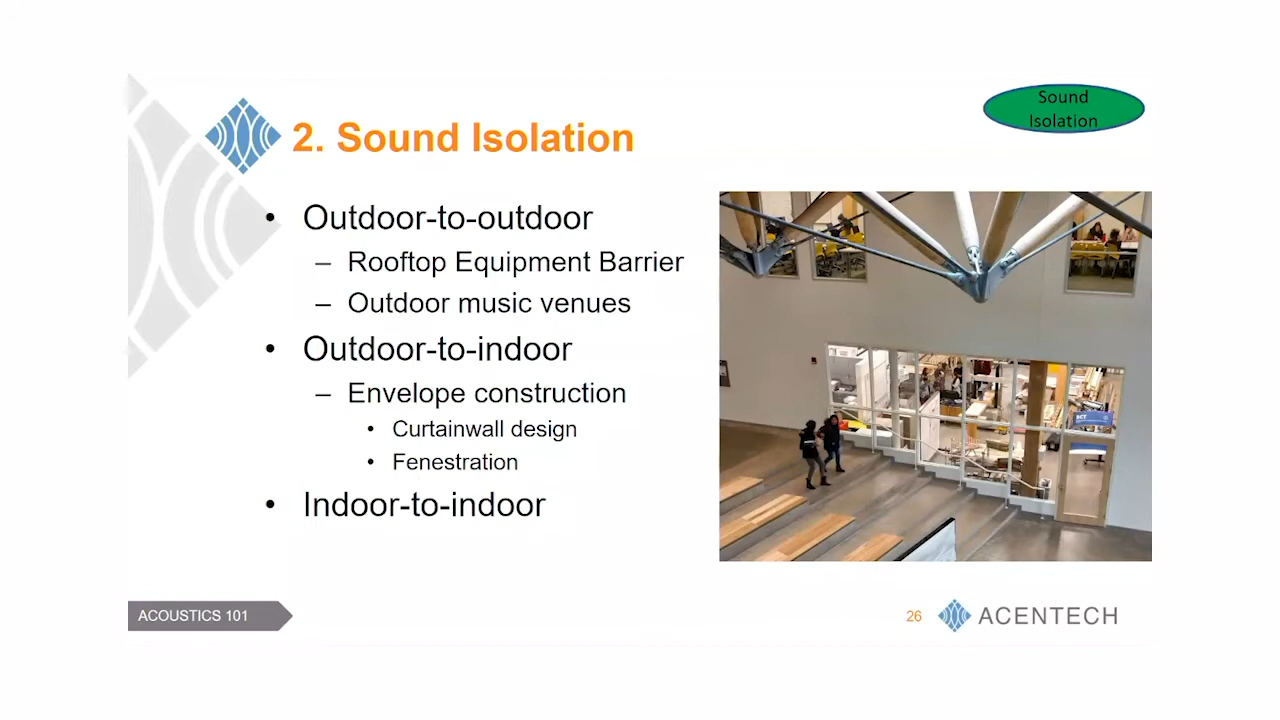 Sound
Isolation
2. Sound Isolation
• Outdoor-to-outdoor
– Rooftop Equipment Barrier
– Outdoor music venues
• Outdoor-to-indoor
– Envelope construction
• Curtainwall design
• Fenestration
• Indoor-to-indoor
SCT
ACOUSTICS 101
26
ACENTECH